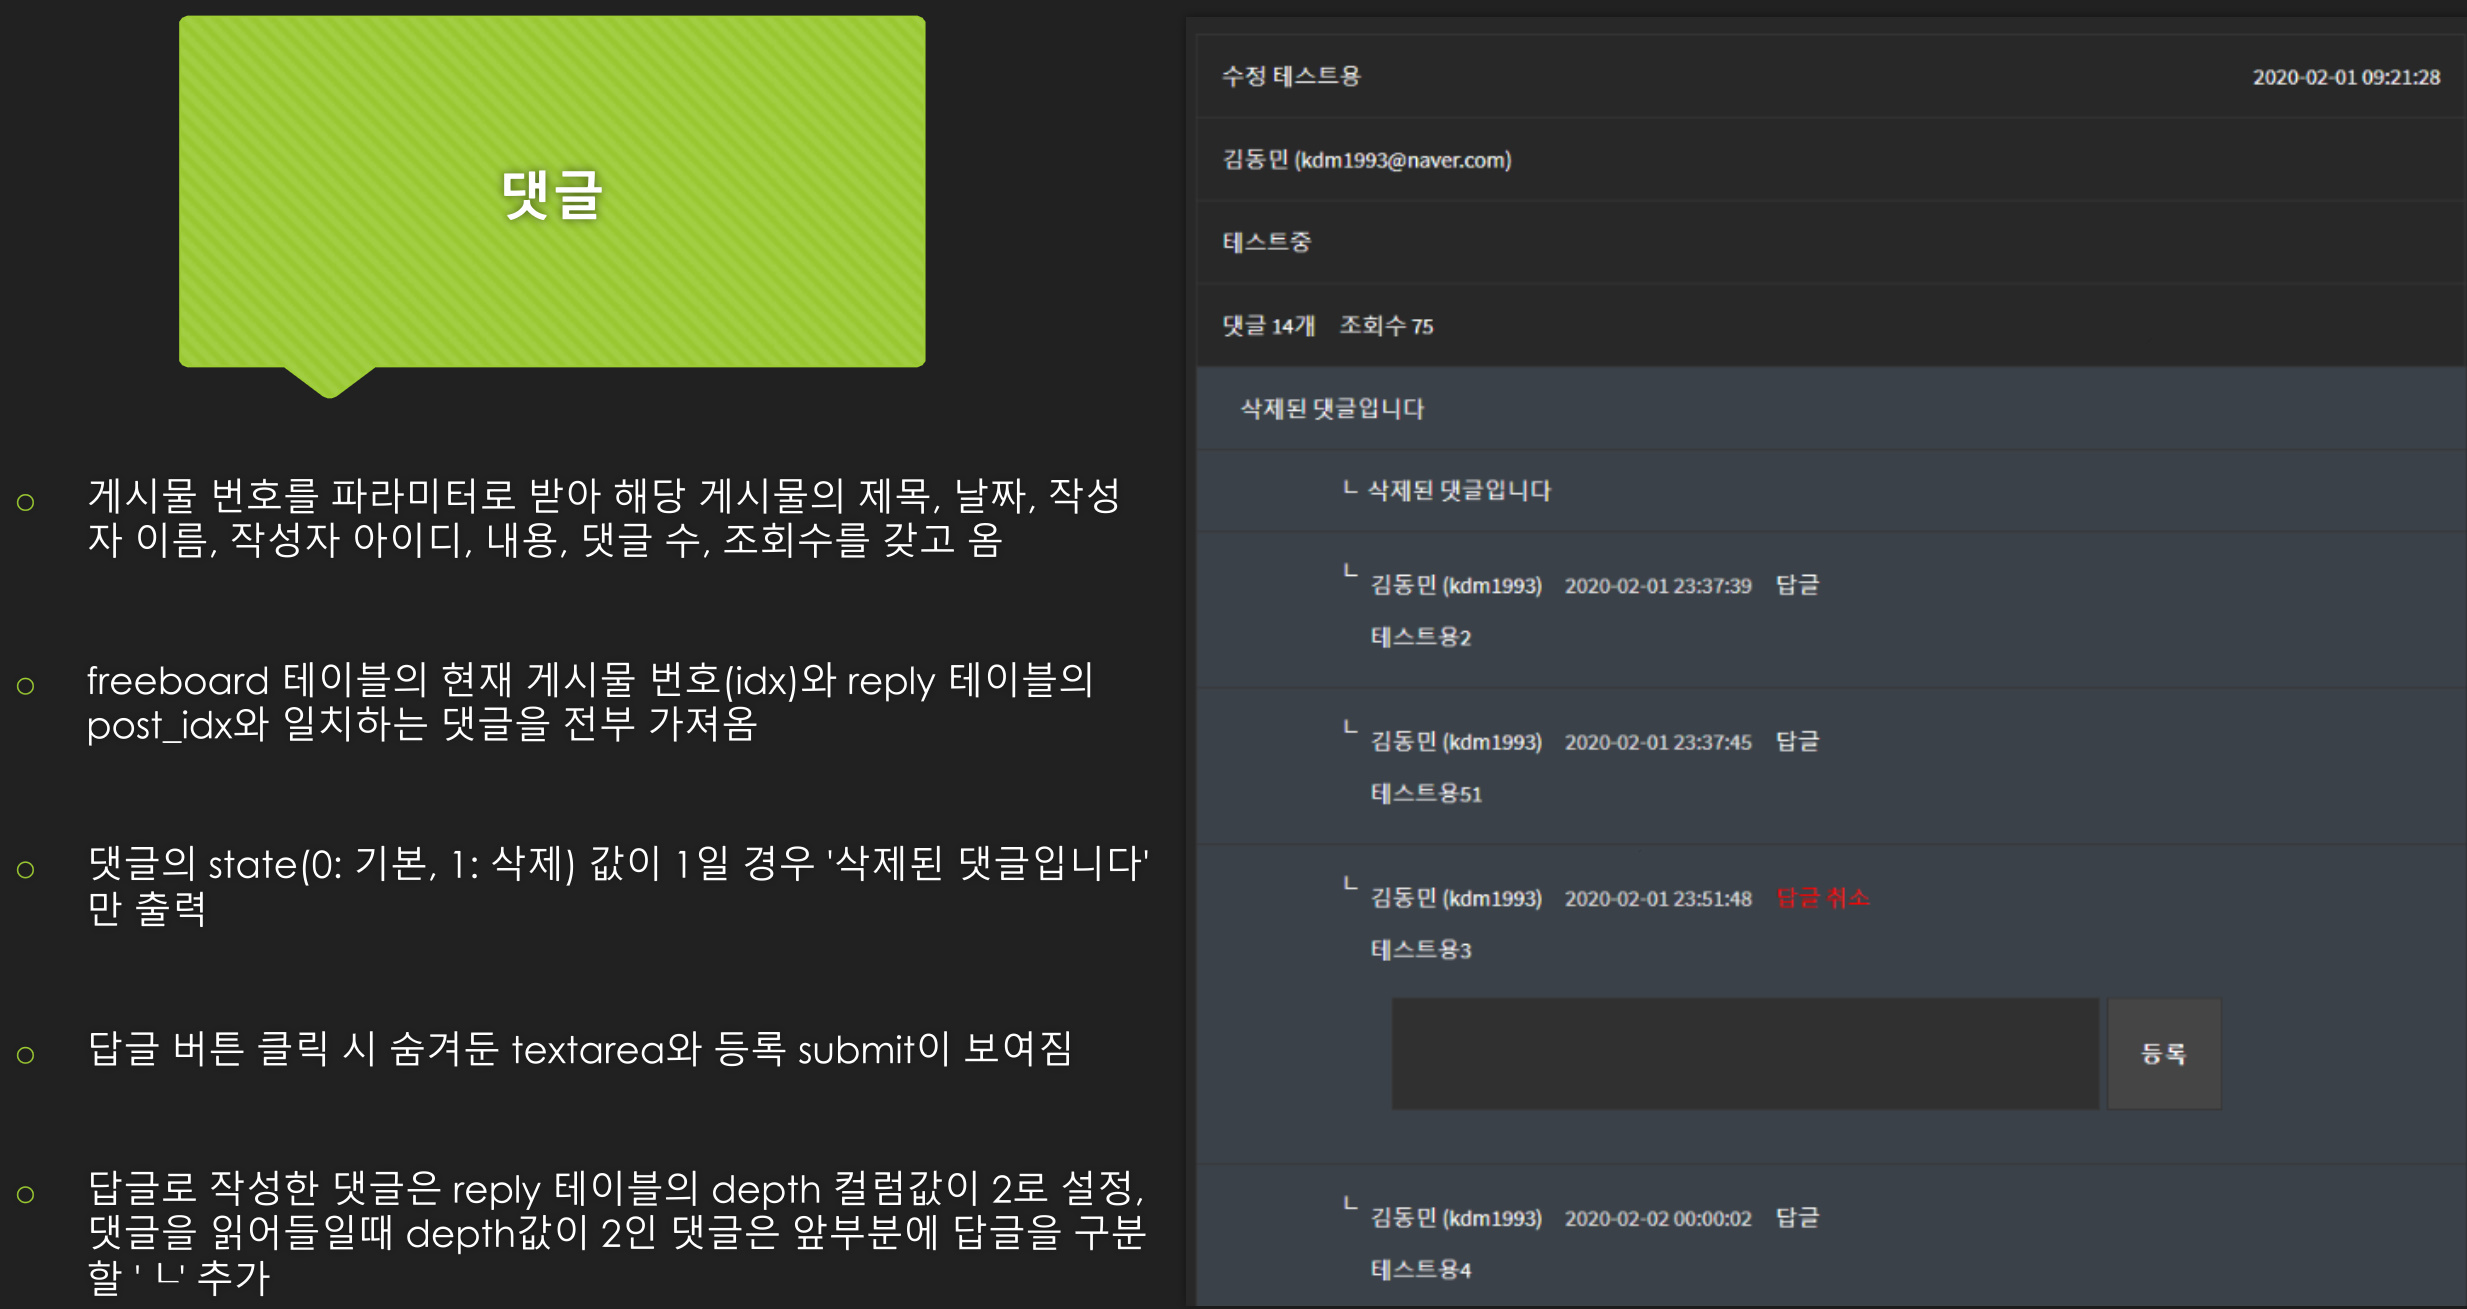 댓글
게시물 번호를 파라미터로 받아 해당 게시물의 제목, 날짜, 작성
자 이름, 작성자 아이디, 내용, 댓글 수, 조회수를 갖고 옴
freeboard 테이블의 현재 게시물 번호(idx)와 reply 테이블의
post_idx와 일치하는 댓글을 전부 가져옴
댓글의 state(0: 기본, 1: 삭제) 값이 1일 경우 '삭제된 댓글입니다'
만 출력
답글 버튼 클릭 시 숨겨둔 textarea와 등록 submit이 보여짐
답글로 작성한 댓글은 reply 테이블의 depth 컬럼값이 2로 설정,
댓글을 읽어들일때 depth값이 2인 댓글은 앞부분에 답글을 구분
할 ' ㄴ' 추가
수정 테스트용 2020-02-01 09:21:28
김동민 (kdm1993@naver.com)
테스트중
댓글 14개 조회수 75
삭제된 댓글입니다
ㄴ 삭제된 댓글입니다
ㄴ 김동민 (kdm1993) 2020-02-01 23:37:39 답글
테스트용2
ㄴ 김동민 (kdm1993) 2020-02-01 23:37:45 답글
테스트용51
ㄴ 김동민 (kdm1993) 2020-02-01 23:51:48 답글 취소
테스트용3
등록
ㄴ 김동민 (kdm1993) 2020-02-02 00:00:02 답글
테스트용4